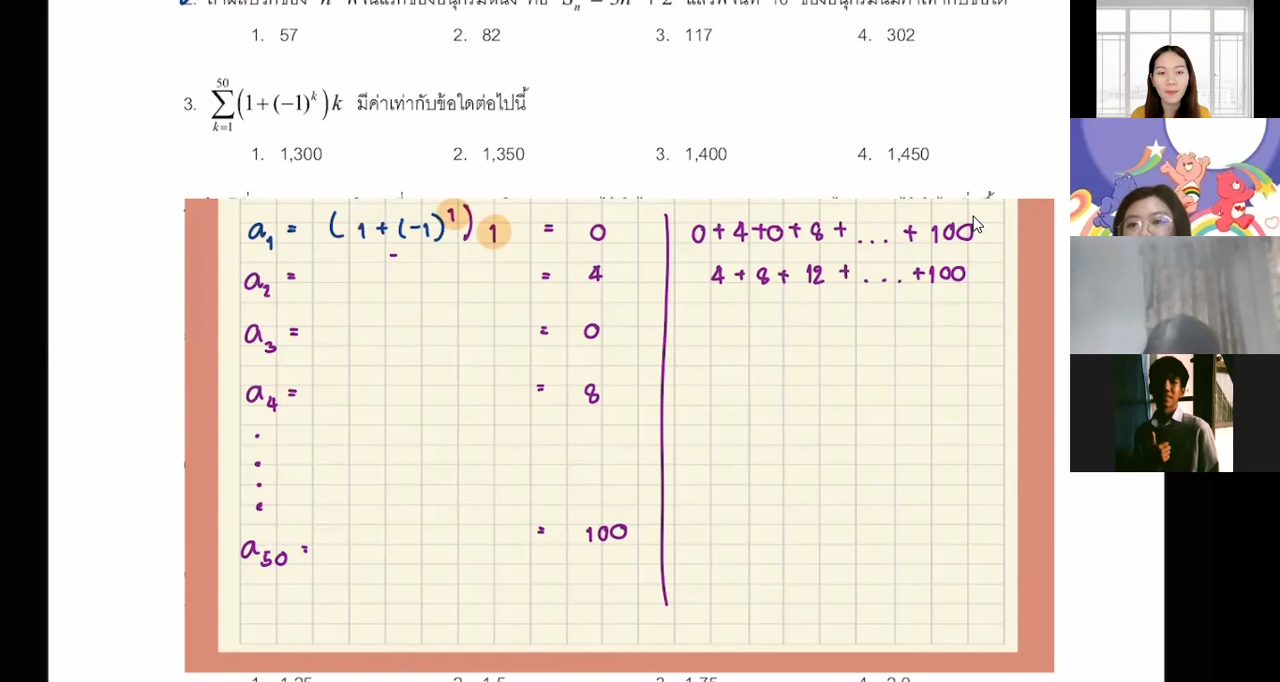 1. 57 2. 82 3. 117 4. 302
3. \sum_{k=1}^{50} (1+(−1)^k)k มีค่าเท่ากับข้อใดต่อไปนี้
1. 1,300 2. 1,350 3. 1,400 4. 1,450
a₁ = (1+(-1)¹) 1 = 0
a₂ = = 4
a₃ = = 0
a₄ = = 8
a₅₀ = = 100
0+4+0+8+...+100
4+8+12+...+100